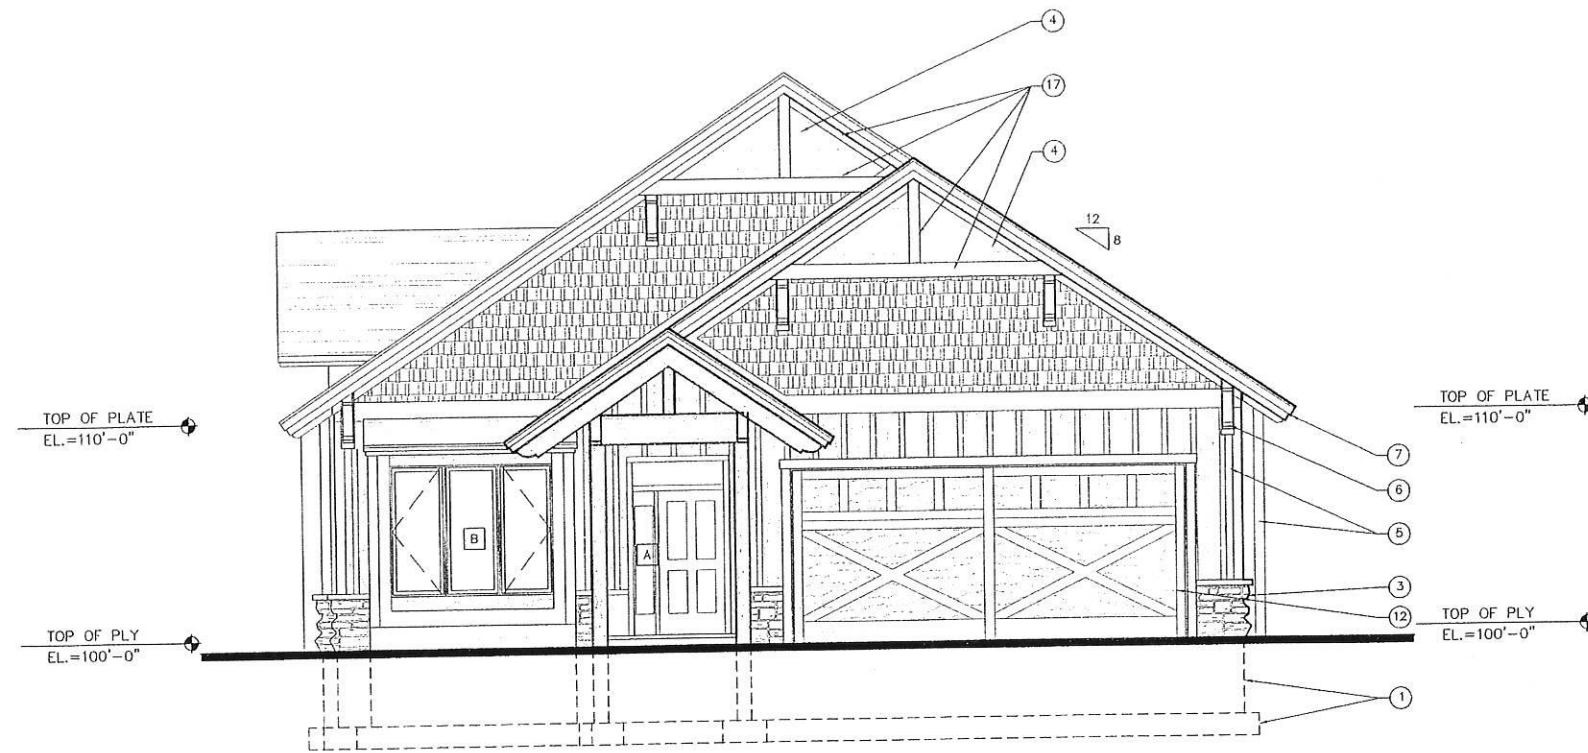 4
17
4
12
8
TOP OF PLATE
EL.=110'-0"
TOP OF PLATE
EL.=110'-0"
7
6
B
A
5
3
12
TOP OF PLY
EL.=100'-0"
TOP OF PLY
EL.=100'-0"
1